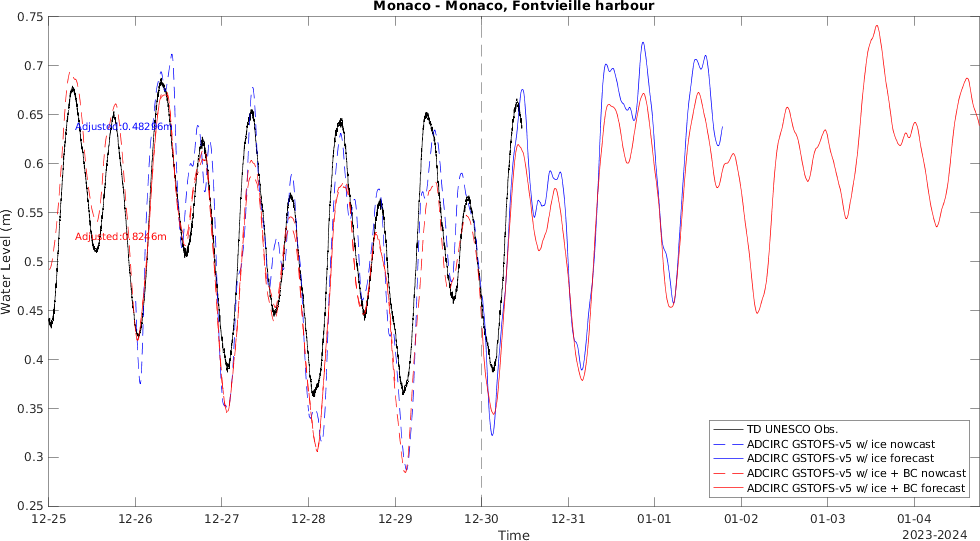 Monaco - Monaco, Fontvieille harbour
0.75
0.7
0.65
0.6
0.55
0.5
0.45
0.4
0.35
0.3
0.25
Water Level (m)
Adjusted:0.48296m
Adjusted:0.8246m
TD UNESCO Obs.
ADCIRC GSTOFS-v5 w/ ice nowcast
ADCIRC GSTOFS-v5 w/ ice forecast
ADCIRC GSTOFS-v5 w/ ice + BC nowcast
ADCIRC GSTOFS-v5 w/ ice + BC forecast
12-25 12-26 12-27 12-28 12-29 12-30 12-31 01-01 01-02 01-03 01-04
Time
2023-2024